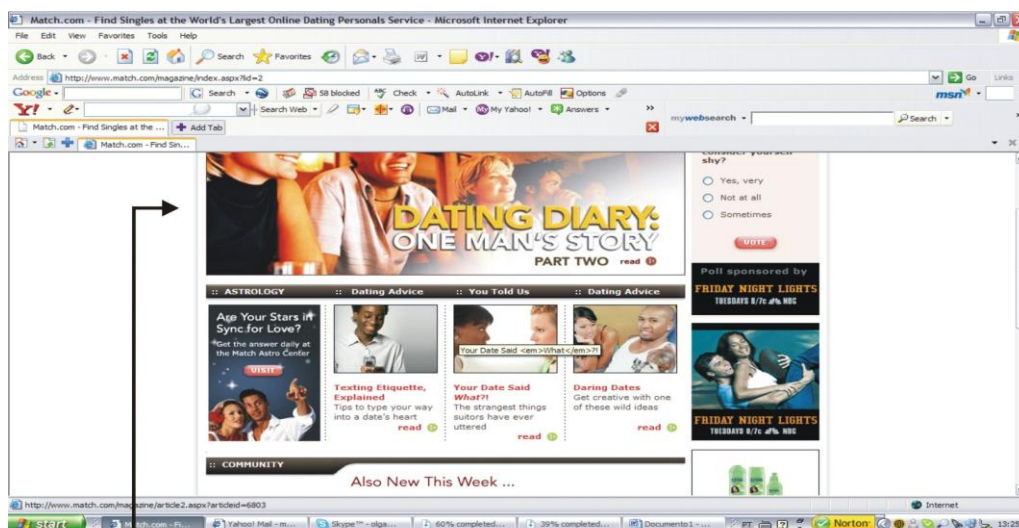 Match.com - Find Singles at the World's Largest Online Dating Personals Service - Microsoft Internet Explorer
File Edit View Favorites Tools Help
Back Search Favorites
Address http://www.match.com/magazine/index.aspx?lid=2 Go Links
Google Search 58 blocked Check AutoLink AutoFill Options msn
Y! Search Web Mail My Yahoo! Answers »
mywebsearch Search
Match.com - Find Singles at the ... Add Tab
Match.com - Find Sin...
consider yourself
shy?
Yes, very
Not at all
Sometimes
VOTE
DATING DIARY:
ONE MAN'S STORY
PART TWO read
Poll sponsored by
FRIDAY NIGHT LIGHTS
TUESDAYS 8/7c NBC
:: ASTROLOGY :: Dating Advice :: You Told Us :: Dating Advice
Are Your Stars in
Sync for Love?
Get the answer daily at
the Match Astro Center
VISIT
Your Date Said <em>What</em>?!
Texting Etiquette,
Explained
Tips to type your way
into a date's heart
read
Your Date Said
What?!
The strangest things
suitors have ever
uttered
read
Daring Dates
Get creative with one
of these wild ideas
read
FRIDAY NIGHT LIGHTS
TUESDAYS 8/7c NBC
:: COMMUNITY
Also New This Week ...
http://www.match.com/magazine/article2.aspx?articleid=6803 Internet
start Match.com - Fi... Yahoo! Mail - m... Skype™ - olga... 60% completed... 39% completed... Documento1 - ... PT Norton 13:25